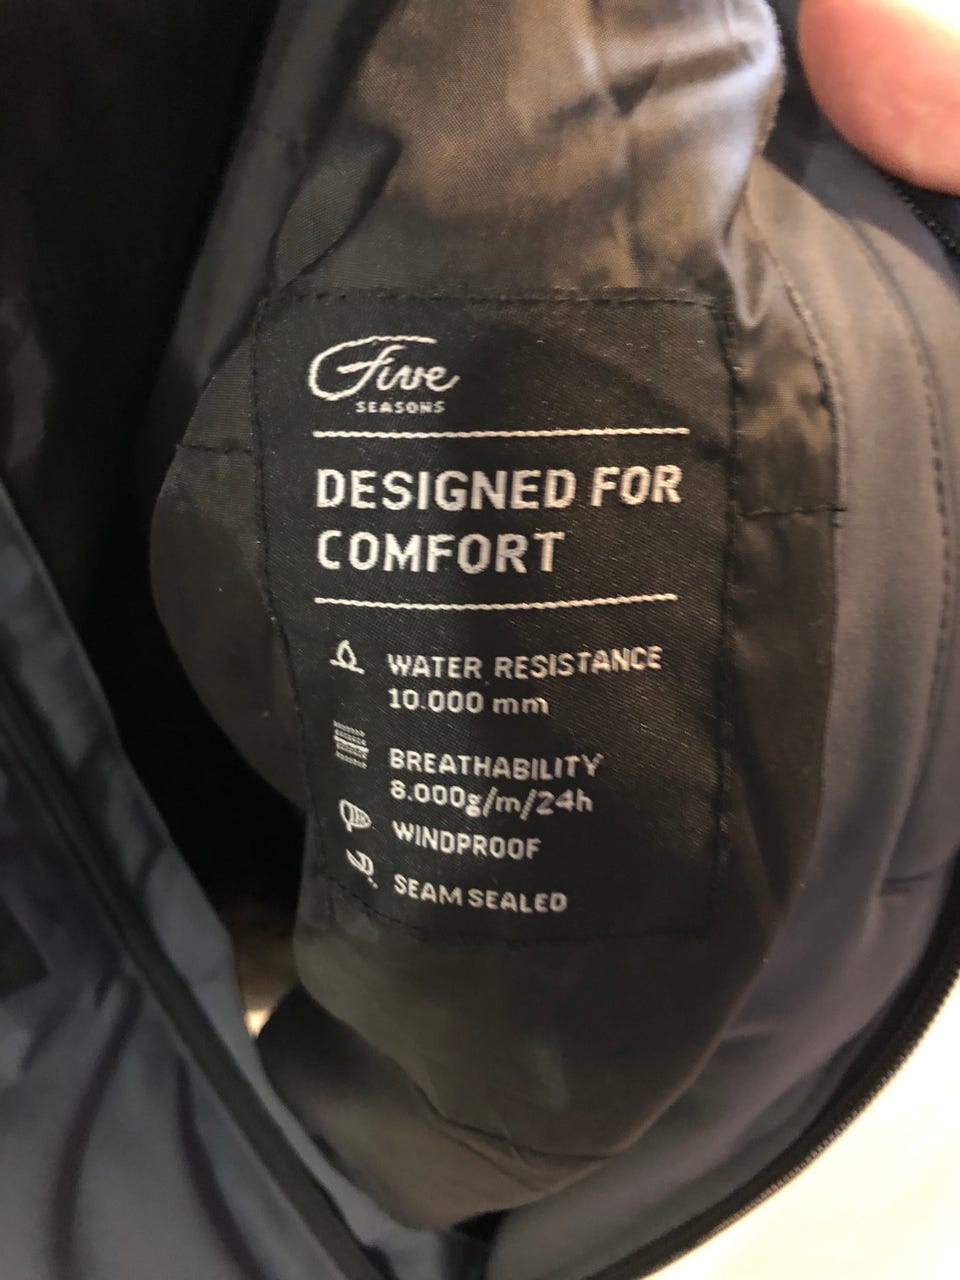 Five
SEASONS
DESIGNED FOR
COMFORT
WATER RESISTANCE
10.000 mm
BREATHABILITY
8.000g/m/24h
WINDPROOF
SEAM SEALED